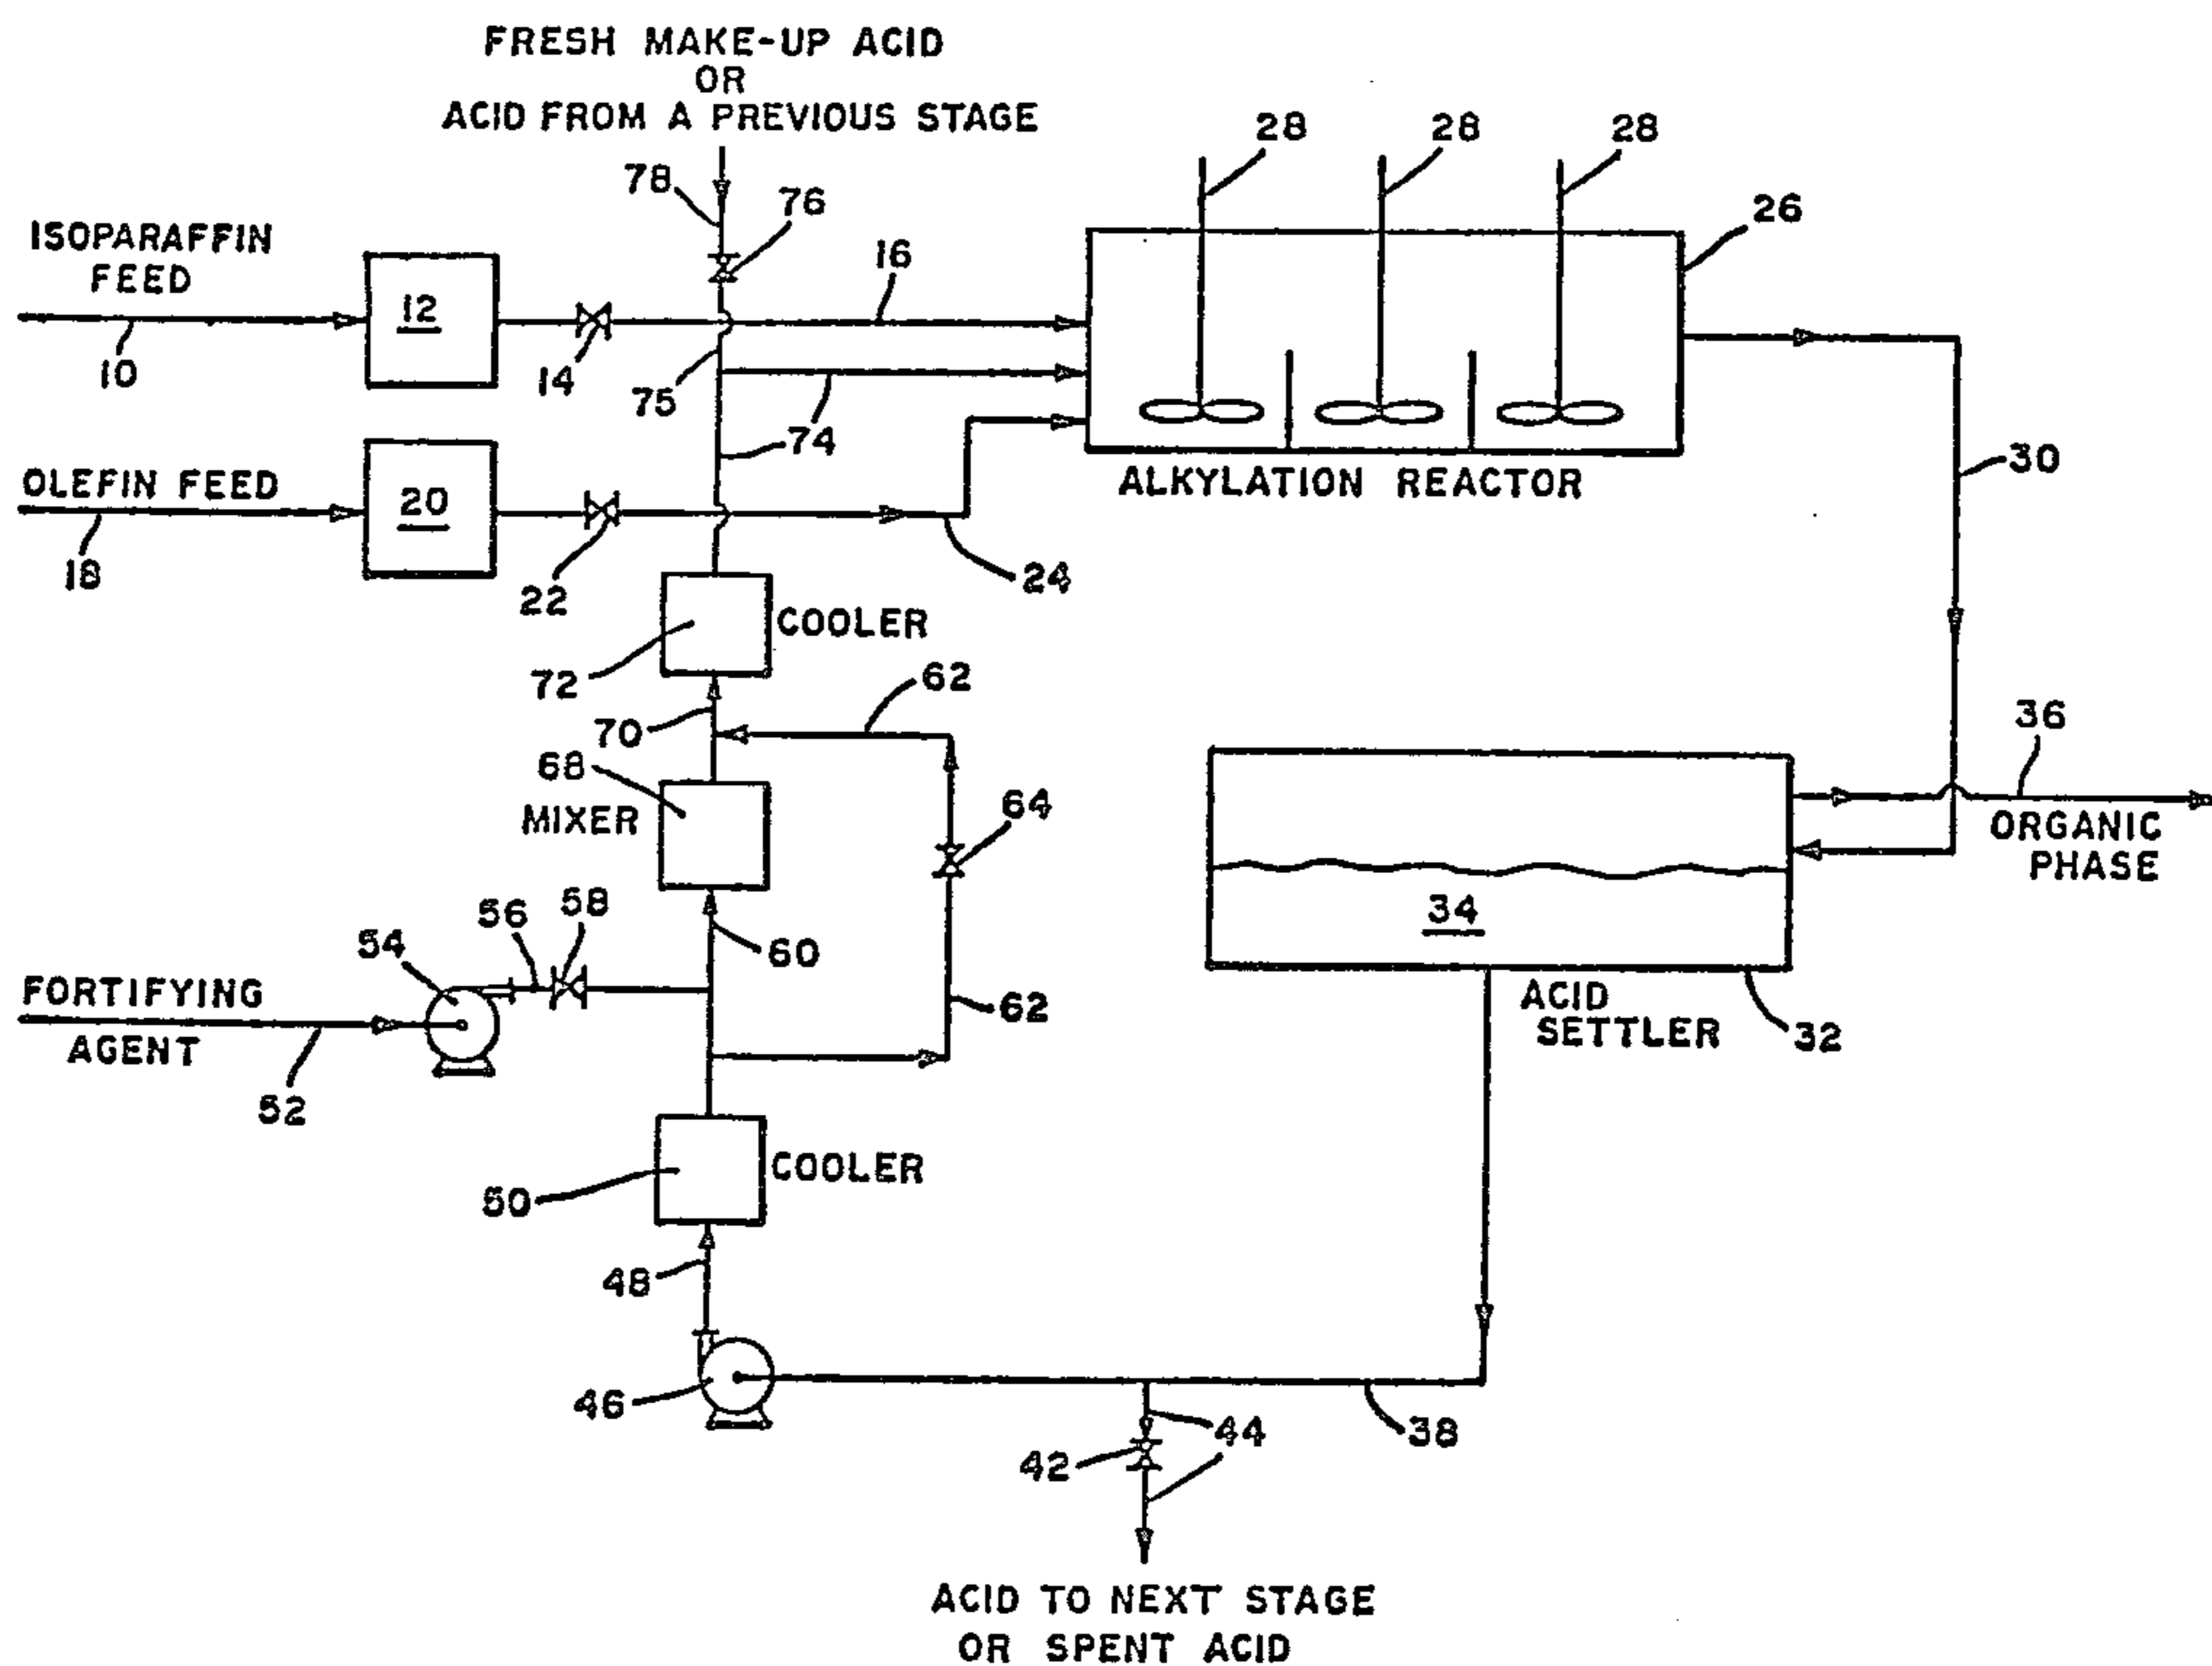 FRESH MAKE-UP ACID
OR
ACID FROM A PREVIOUS STAGE
28
28
28
78
76
26
ISOPARAFFIN
FEED
16
12
10
14
75
74
ALKYLATION REACTOR
30
OLEFIN FEED
20
18
22
24
COOLER
72
62
70
36
68
MIXER
64
ORGANIC
PHASE
34
56
58
54
60
FORTIFYING
AGENT
62
ACID
SETTLER
32
52
COOLER
50
48
46
44
38
42
ACID TO NEXT STAGE
OR SPENT ACID